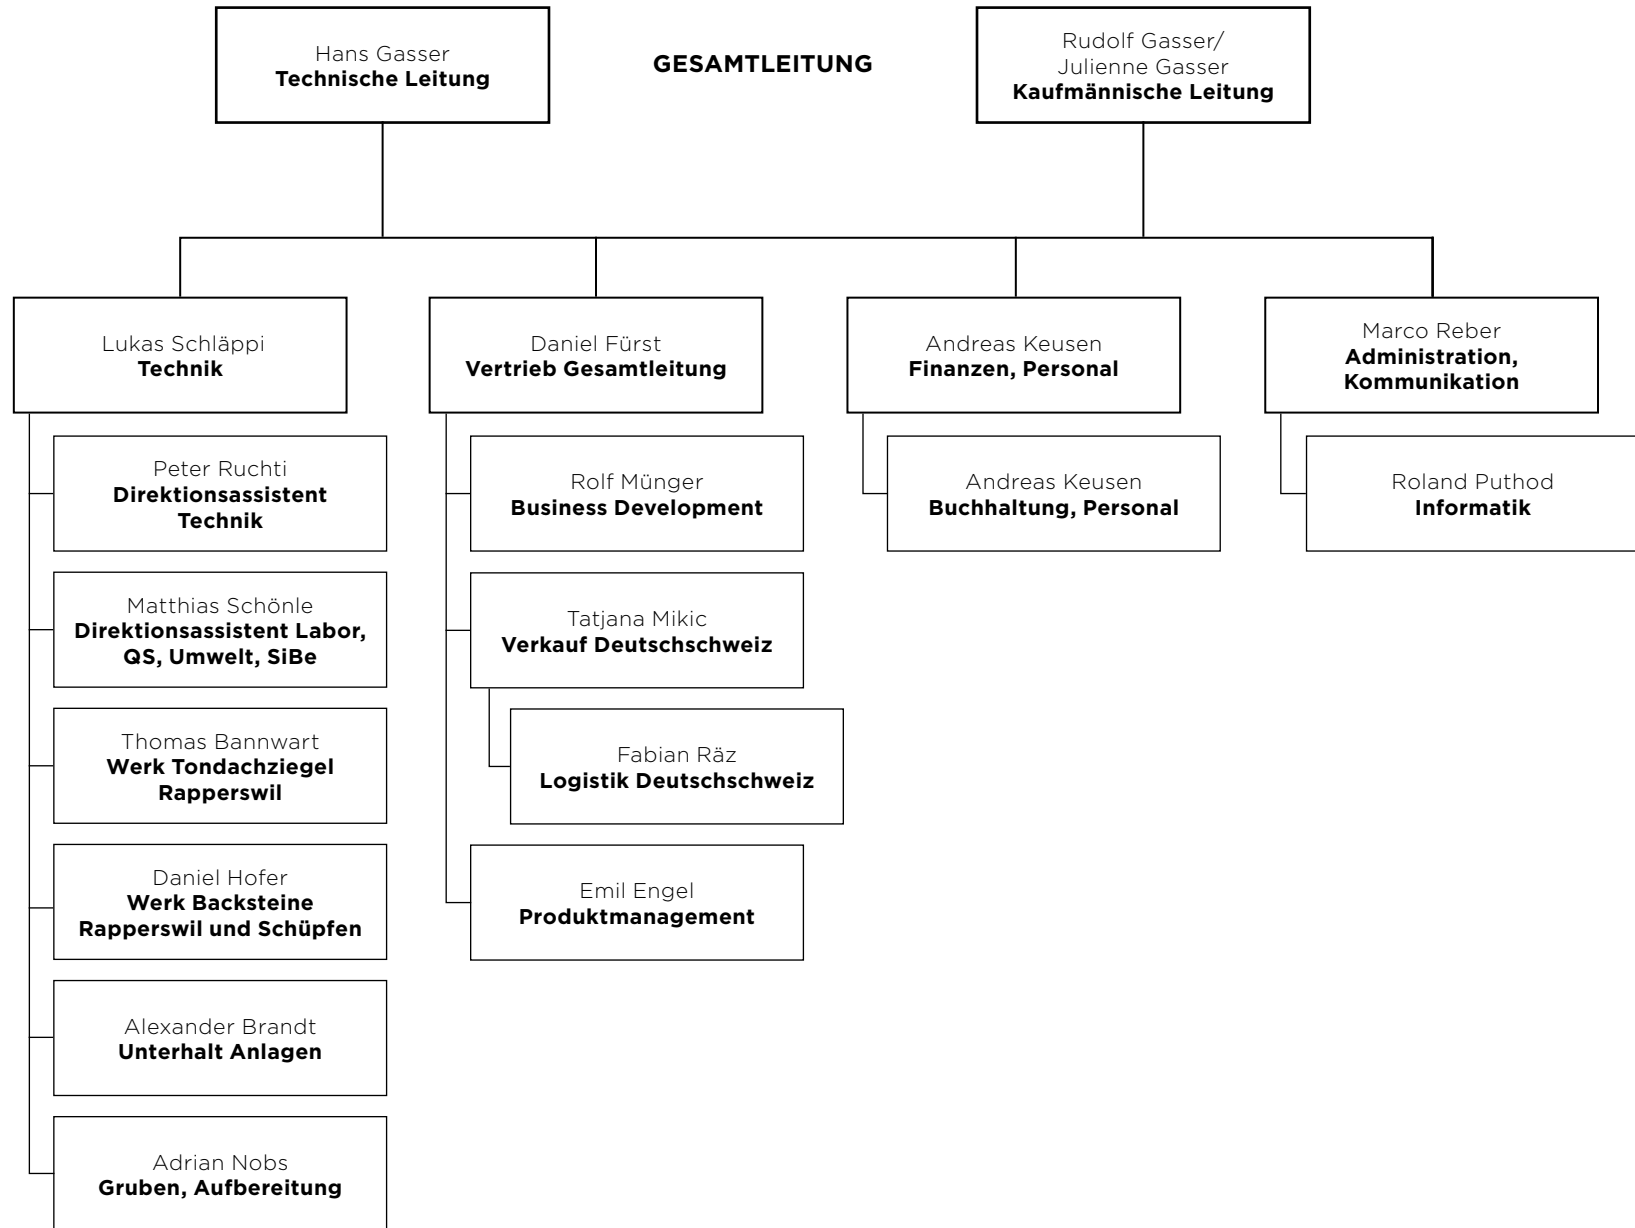 Hans Gasser
Technische Leitung
GESAMTLEITUNG
Rudolf Gasser/
Julienne Gasser
Kaufmännische Leitung
Lukas Schläppi
Technik
Daniel Fürst
Vertrieb Gesamtleitung
Andreas Keusen
Finanzen, Personal
Marco Reber
Administration,
Kommunikation
Peter Ruchti
Direktionsassistent
Technik
Rolf Münger
Business Development
Andreas Keusen
Buchhaltung, Personal
Roland Puthod
Informatik
Matthias Schönle
Direktionsassistent Labor,
QS, Umwelt, SiBe
Tatjana Mikic
Verkauf Deutschschweiz
Thomas Bannwart
Werk Tondachziegel
Rapperswil
Fabian Räz
Logistik Deutschschweiz
Daniel Hofer
Werk Backsteine
Rapperswil und Schüpfen
Emil Engel
Produktmanagement
Alexander Brandt
Unterhalt Anlagen
Adrian Nobs
Gruben, Aufbereitung